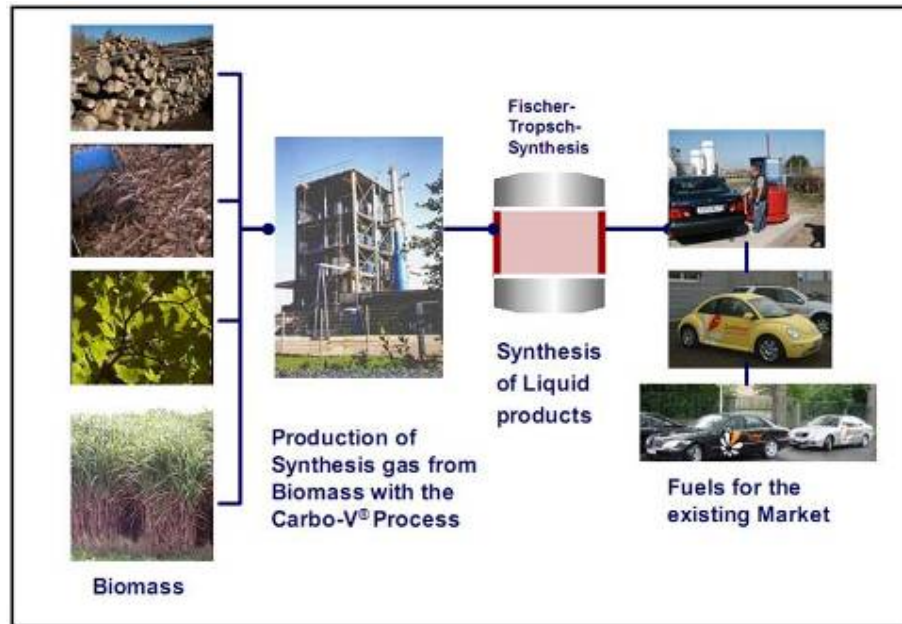 Fischer-
Tropsch-
Synthesis
Synthesis
of Liquid
products
Production of
Synthesis gas from
Biomass with the
Carbo-V® Process
Fuels for the
existing Market
Biomass